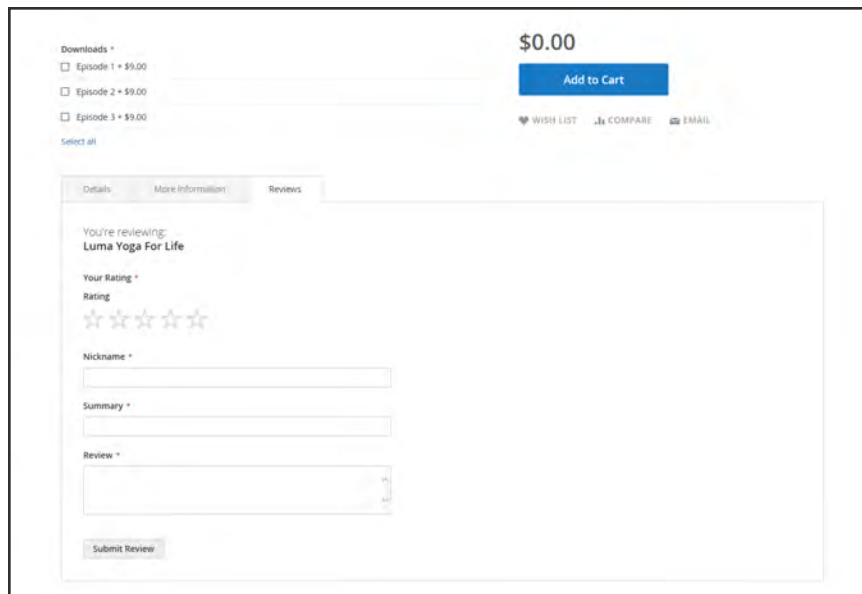 Downloads *
Episode 1 + $9.00
Episode 2 + $9.00
Episode 3 + $9.00
Select all
$0.00
Add to Cart
WISH LIST COMPARE EMAIL
Details More Information Reviews
You're reviewing:
Luma Yoga For Life
Your Rating *
Rating
Nickname *
Summary *
Review *
Submit Review